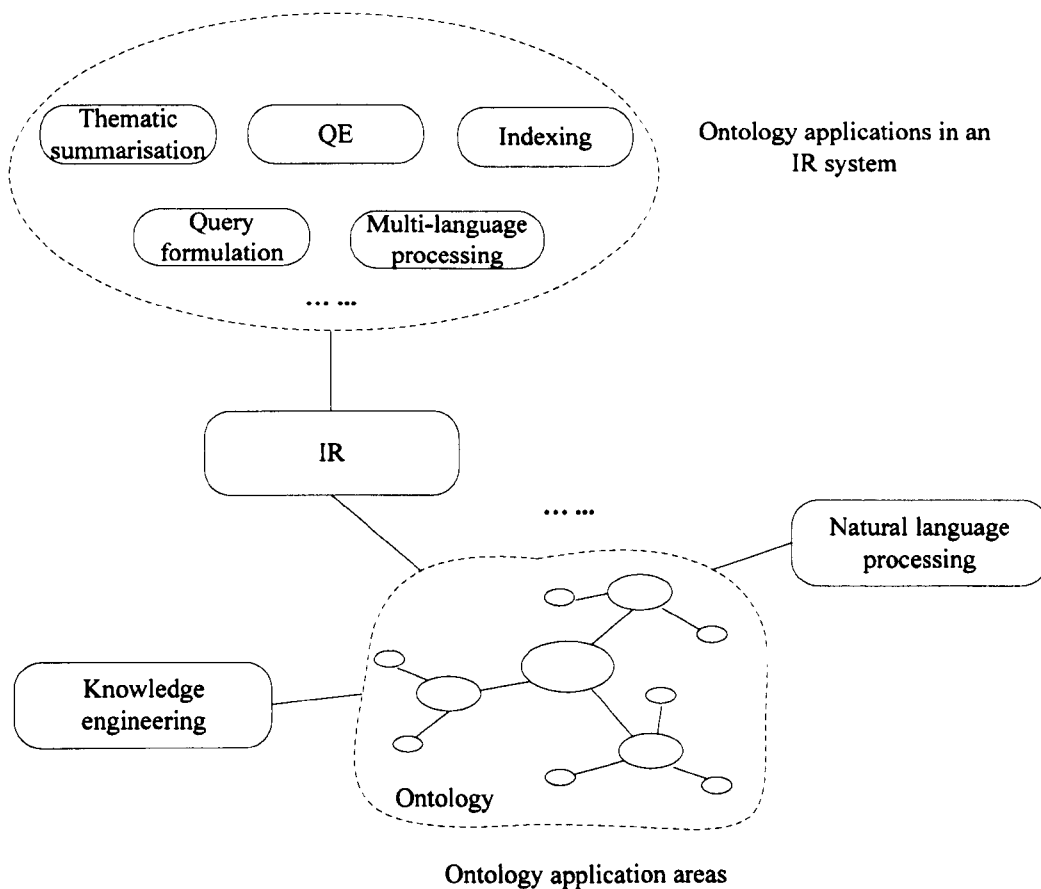 Thematic
summarisation
QE
Indexing
Ontology applications in an
IR system
Query
formulation
Multi-language
processing
... ...
IR
... ...
Natural language
processing
Knowledge
engineering
Ontology
Ontology application areas